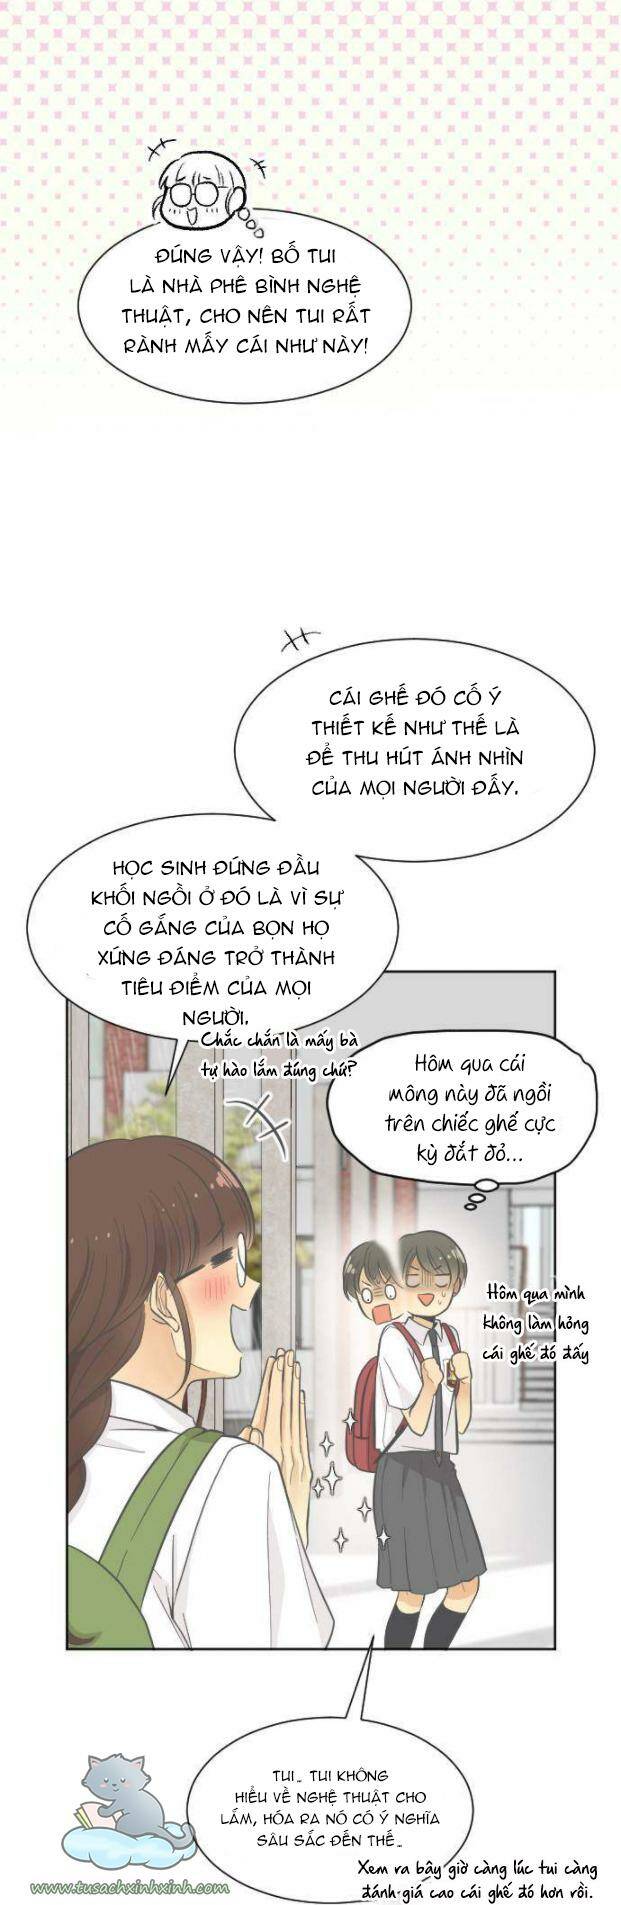 ĐÚNG VẬY! BỐ TUI
LÀ NHÀ PHÊ BÌNH NGHỆ
THUẬT, CHO NÊN TUI RẤT
RÀNH MẤY CÁI NHƯ NÀY!
CÁI GHẾ ĐÓ CỐ Ý
THIẾT KẾ NHƯ THẾ LÀ
ĐỂ THU HÚT ÁNH NHÌN
CỦA MỌI NGƯỜI ĐẤY.
HỌC SINH ĐỨNG ĐẦU
KHỐI NGỒI Ở ĐÓ LÀ VÌ SỰ
CỐ GẮNG CỦA BỌN HỌ
XỨNG ĐÁNG TRỞ THÀNH
TIÊU ĐIỂM CỦA MỌI
NGƯỜI.
Chắc chắn là mấy bà
tự hào lắm đúng chứ?
Hôm qua cái
mông này đã ngồi
trên chiếc ghế cực
kỳ đắt đỏ...
Hôm qua mình
không làm hỏng
cái ghế đó đấy
TUI.. TUI KHÔNG
HIỂU VỀ NGHỆ THUẬT CHO
LẮM, HÓA RA NÓ CÓ Ý NGHĨA
SÂU SẮC ĐẾN THẾ..
Xem ra bây giờ càng lúc tui càng
đánh giá cao cái ghế đó hơn rồi.
www.tusachxinhxinh.com